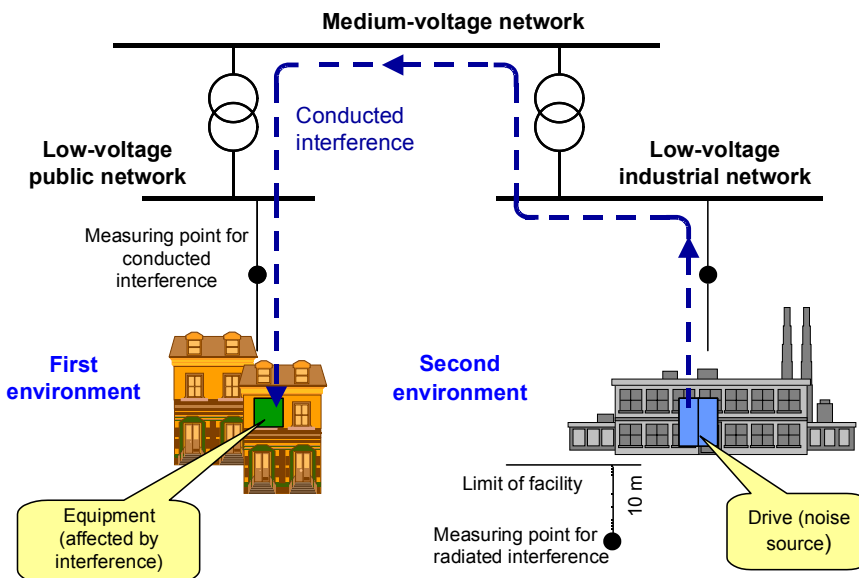 Medium-voltage network
Conducted
interference
Low-voltage
public network
Low-voltage
industrial network
Measuring point for
conducted
interference
First
environment
Second
environment
Limit of facility
10 m
Measuring point for
radiated interference
Equipment
(affected by
interference)
Drive (noise
source)